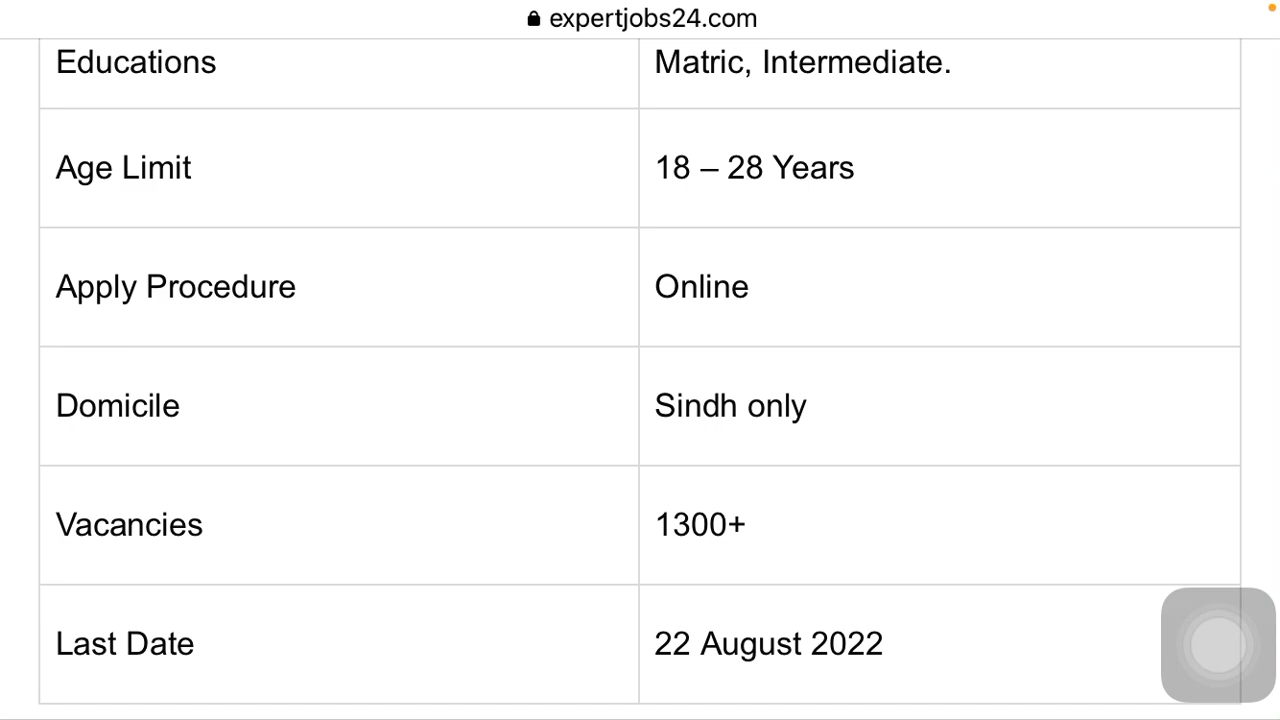 expertjobs24.com
Educations Matric, Intermediate.
Age Limit 18 – 28 Years
Apply Procedure Online
Domicile Sindh only
Vacancies 1300+
Last Date 22 August 2022